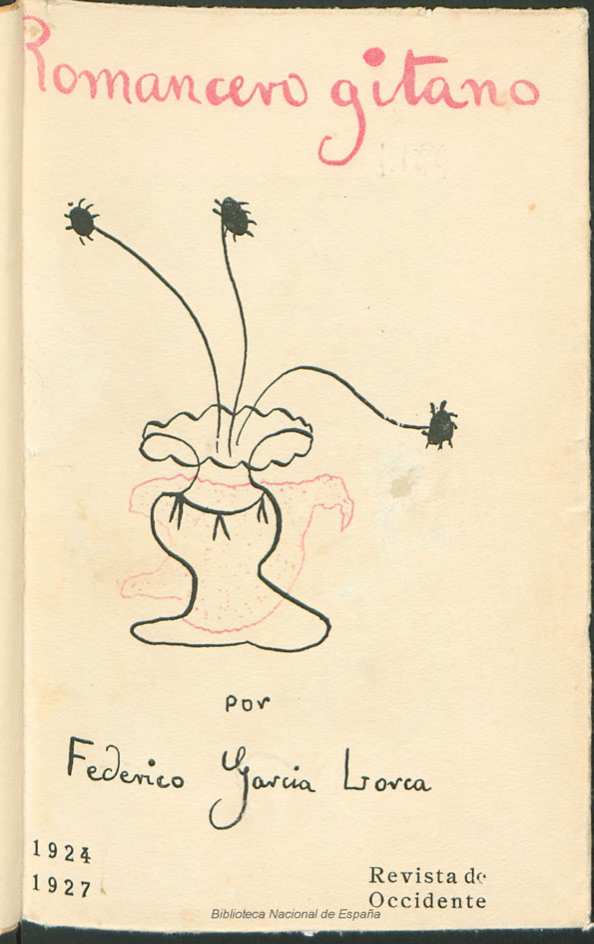 Romancero gitano
por
Federico García Lorca
1924
1927
Revista de
Occidente
Biblioteca Nacional de España